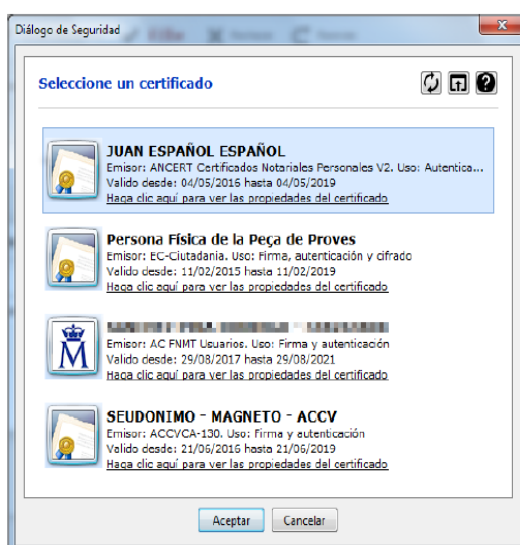 Diálogo de Seguridad
Seleccione un certificado
JUAN ESPAÑOL ESPAÑOL
Emisor: ANCERT Certificados Notariales Personales V2. Uso: Autentica...
Valido desde: 04/05/2016 hasta 04/05/2019
Haga clic aquí para ver las propiedades del certificado
Persona Física de la Peça de Proves
Emisor: EC-Ciutadania. Uso: Firma, autenticación y cifrado
Valido desde: 11/02/2015 hasta 11/02/2019
Haga clic aquí para ver las propiedades del certificado
Emisor: AC FNMT Usuarios. Uso: Firma y autenticación
Valido desde: 29/08/2017 hasta 29/08/2021
Haga clic aquí para ver las propiedades del certificado
SEUDONIMO - MAGNETO - ACCV
Emisor: ACCVCA-130. Uso: Firma y autenticación
Valido desde: 21/06/2016 hasta 21/06/2019
Haga clic aquí para ver las propiedades del certificado
Aceptar
Cancelar